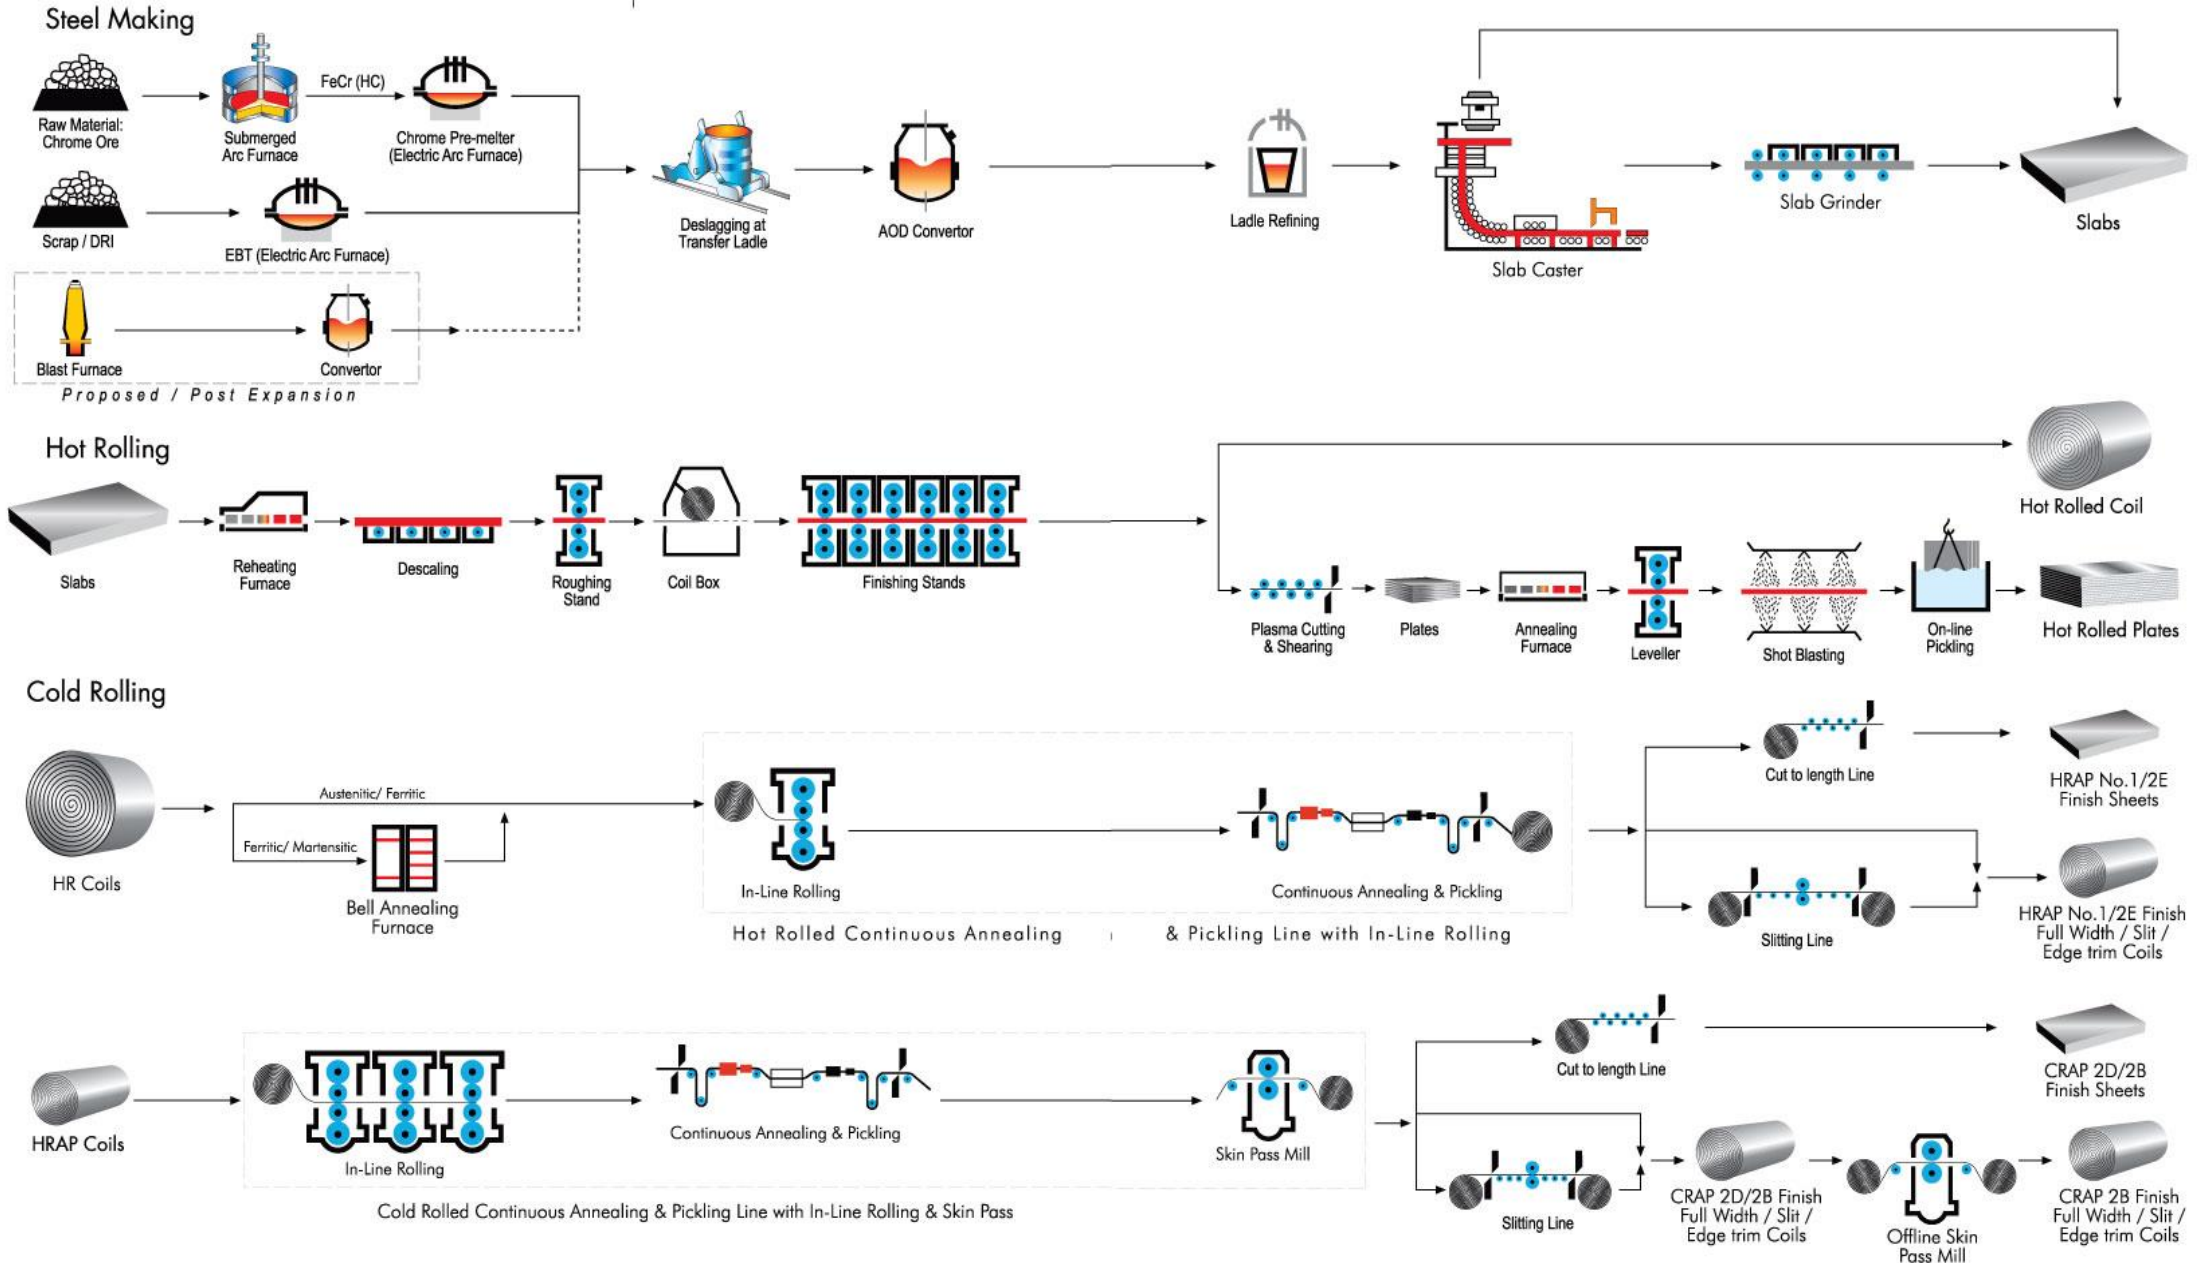 Steel Making
FeCr (HC)
Raw Material:
Chrome Ore
Submerged
Arc Furnace
Chrome Pre-melter
(Electric Arc Furnace)
Scrap / DRI
EBT (Electric Arc Furnace)
Deslagging at
Transfer Ladle
AOD Convertor
Ladle Refining
Slab Caster
Slab Grinder
Slabs
Blast Furnace
Convertor
Proposed / Post Expansion
Hot Rolling
Slabs
Reheating
Furnace
Descaling
Roughing
Stand
Coil Box
Finishing Stands
Hot Rolled Coil
Plasma Cutting
& Shearing
Plates
Annealing
Furnace
Leveller
Shot Blasting
On-line
Pickling
Hot Rolled Plates
Cold Rolling
HR Coils
Austenitic/ Ferritic
Ferritic/ Martensitic
Bell Annealing
Furnace
In-Line Rolling
Continuous Annealing & Pickling
Hot Rolled Continuous Annealing & Pickling Line with In-Line Rolling
Cut to length Line
HRAP No.1/2E
Finish Sheets
Slitting Line
HRAP No.1/2E Finish
Full Width / Slit /
Edge trim Coils
HRAP Coils
In-Line Rolling
Continuous Annealing & Pickling
Skin Pass Mill
Cold Rolled Continuous Annealing & Pickling Line with In-Line Rolling & Skin Pass
Cut to length Line
CRAP 2D/2B
Finish Sheets
Slitting Line
CRAP 2D/2B Finish
Full Width / Slit /
Edge trim Coils
Offline Skin
Pass Mill
CRAP 2B Finish
Full Width / Slit /
Edge trim Coils